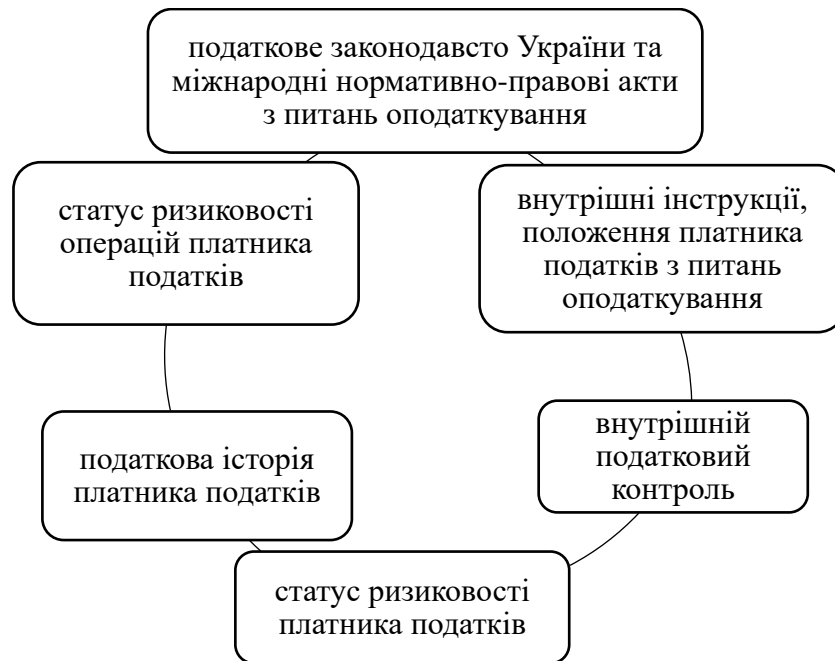 податкове законодавсто України та
міжнародні нормативно-правові акти
з питань оподаткування
статус ризиковості
операцій платника
податків
внутрішні інструкції,
положення платника
податків з питань
оподаткування
податкова історія
платника податків
внутрішній
податковий
контроль
статус ризиковості
платника податків